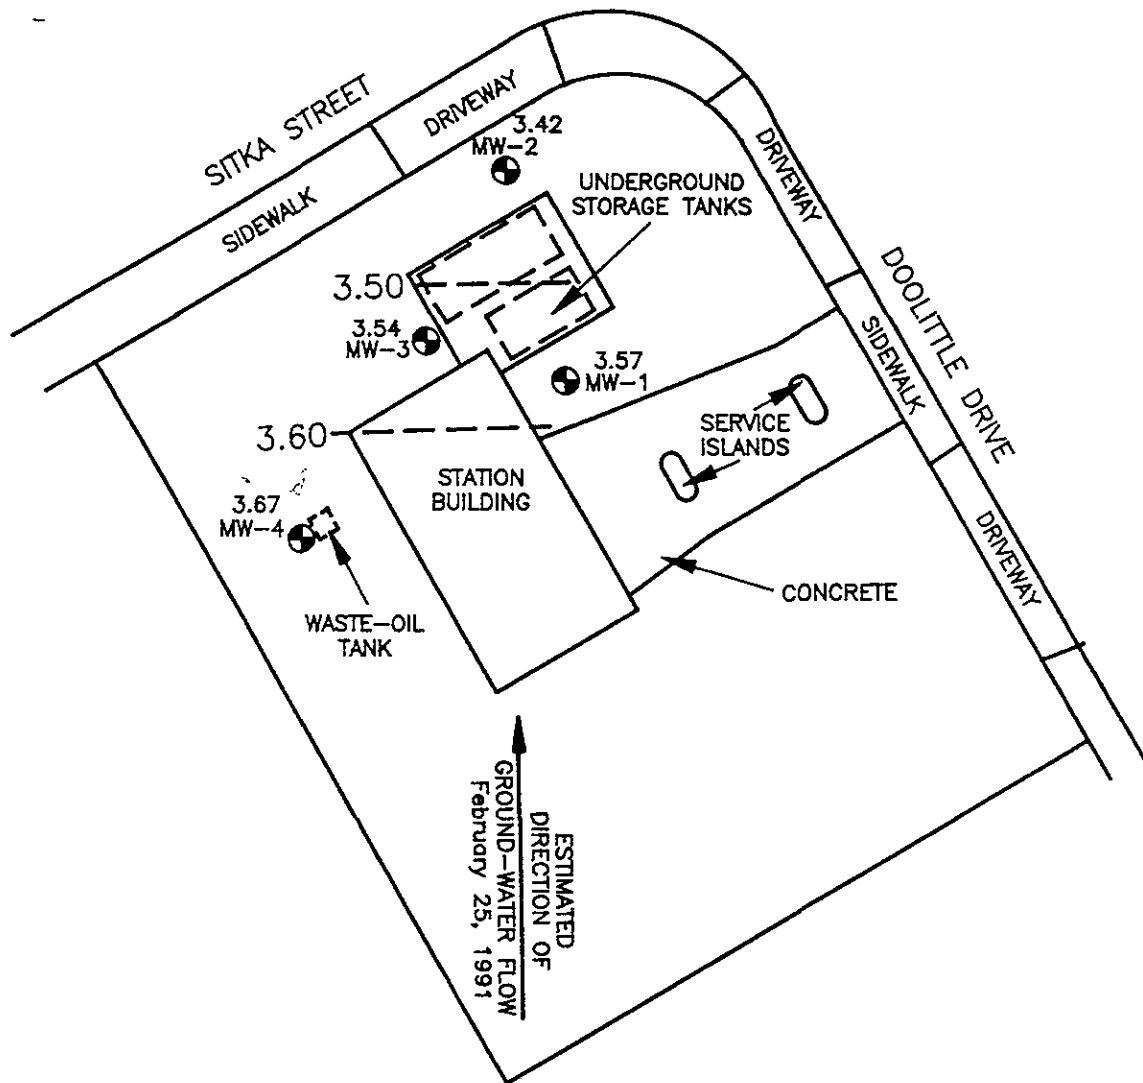 SITKA STREET
DRIVEWAY
3.42
MW-2
SIDEWALK
UNDERGROUND
STORAGE TANKS
DRIVEWAY
3.50
3.54
MW-3
3.57
MW-1
DOOLITTLE DRIVE
SIDEWALK
3.60
SERVICE
ISLANDS
STATION
BUILDING
3.67
MW-4
DRIVEWAY
CONCRETE
WASTE-OIL
TANK
ESTIMATED
DIRECTION OF
GROUND-WATER FLOW
February 25, 1991